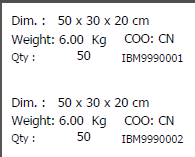 Dim. : 50 x 30 x 20 cm
Weight: 6.00 Kg COO: CN
Qty : 50 IBM9990001
Dim. : 50 x 30 x 20 cm
Weight: 6.00 Kg COO: CN
Qty : 50 IBM9990002